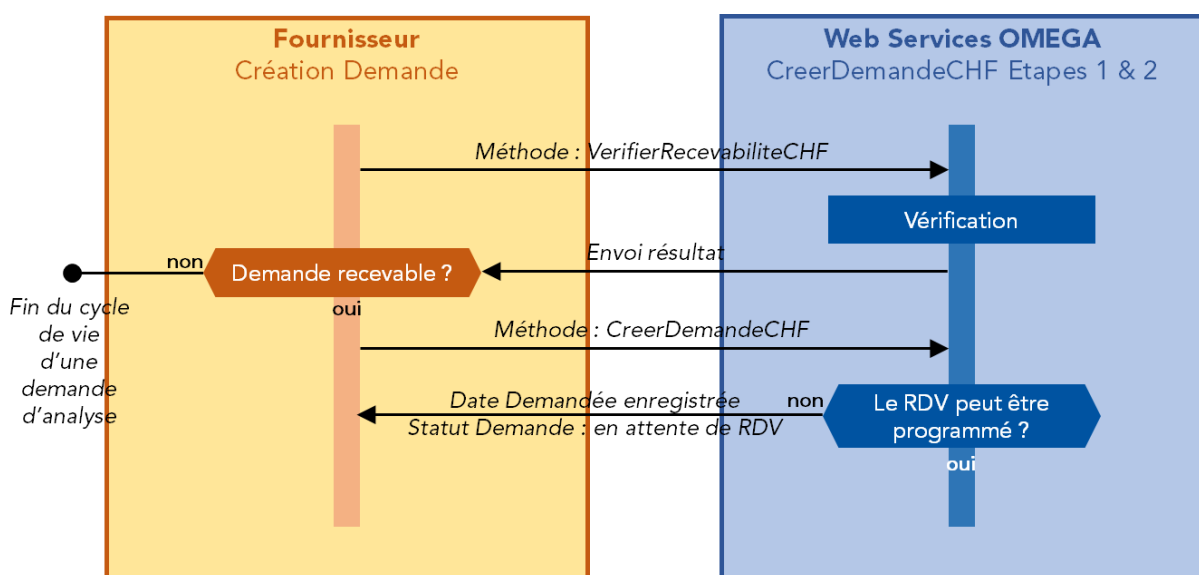 Fournisseur
Création Demande
Web Services OMEGA
CreerDemandeCHF Etapes 1 & 2
Méthode : VerifierRecevabiliteCHF
Vérification
Envoi résultat
non
Demande recevable ?
oui
Fin du cycle
de vie
d'une
demande
d'analyse
Méthode : CreerDemandeCHF
Date Demandée enregistrée
Statut Demande : en attente de RDV
non
Le RDV peut être
programmé ?
oui